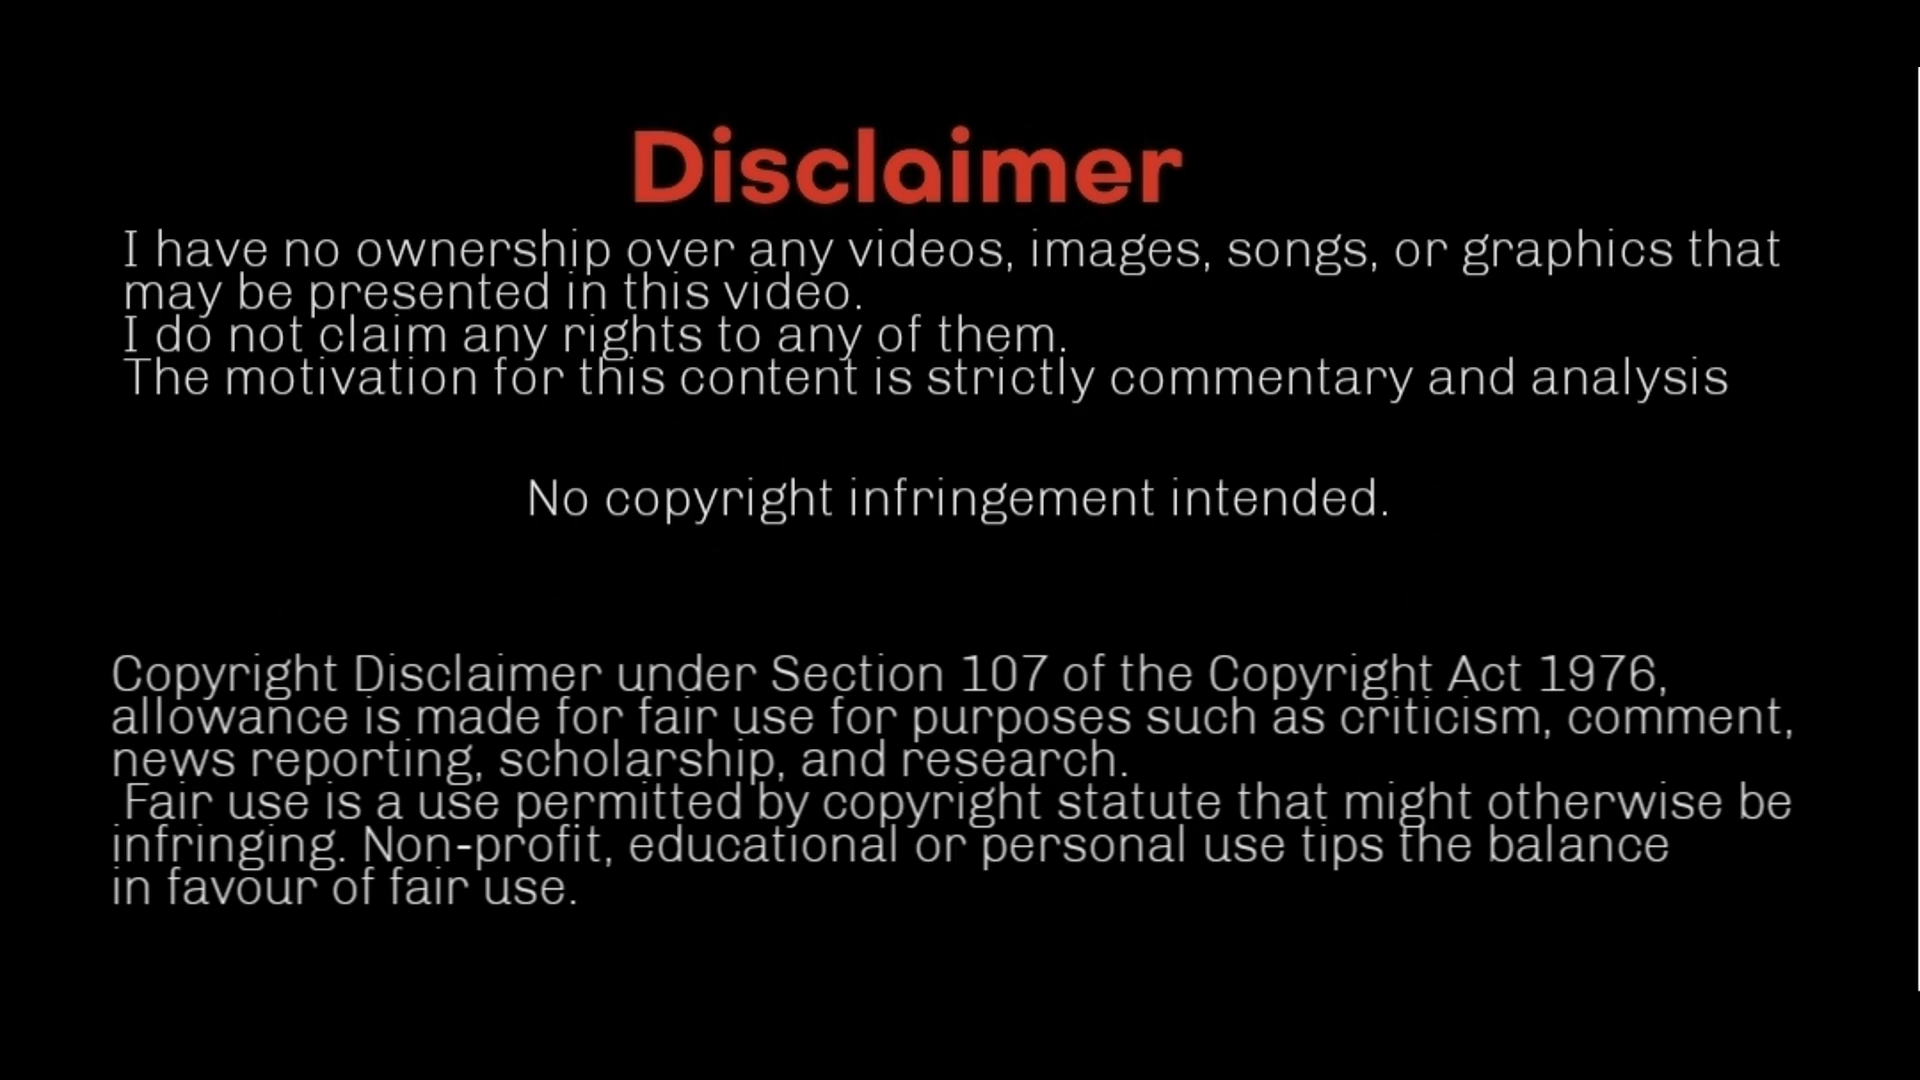 Disclaimer
I have no ownership over any videos, images, songs, or graphics that
may be presented in this video.
I do not claim any rights to any of them.
The motivation for this content is strictly commentary and analysis
No copyright infringement intended.
Copyright Disclaimer under Section 107 of the Copyright Act 1976,
allowance is made for fair use for purposes such as criticism, comment,
news reporting, scholarship, and research.
Fair use is a use permitted by copyright statute that might otherwise be
infringing. Non-profit, educational or personal use tips the balance
in favour of fair use.